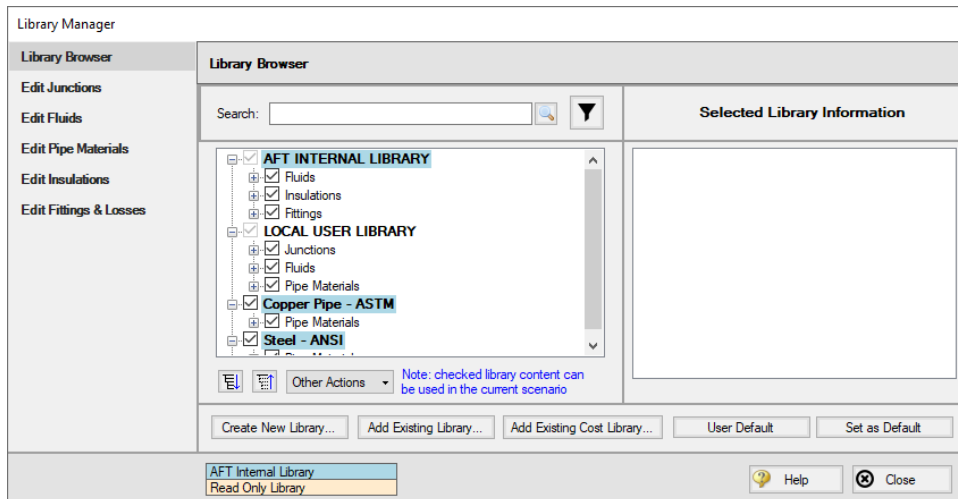 Library Manager
Library Browser
Edit Junctions
Edit Fluids
Edit Pipe Materials
Edit Insulations
Edit Fittings & Losses
Library Browser
Search:
Selected Library Information
AFT INTERNAL LIBRARY
Fluids
Insulations
Fittings
LOCAL USER LIBRARY
Junctions
Fluids
Pipe Materials
Copper Pipe - ASTM
Pipe Materials
Steel - ANSI
Other Actions
Note: checked library content can
be used in the current scenario
Create New Library...
Add Existing Library...
Add Existing Cost Library...
User Default
Set as Default
AFT Internal Library
Read Only Library
Help
Close